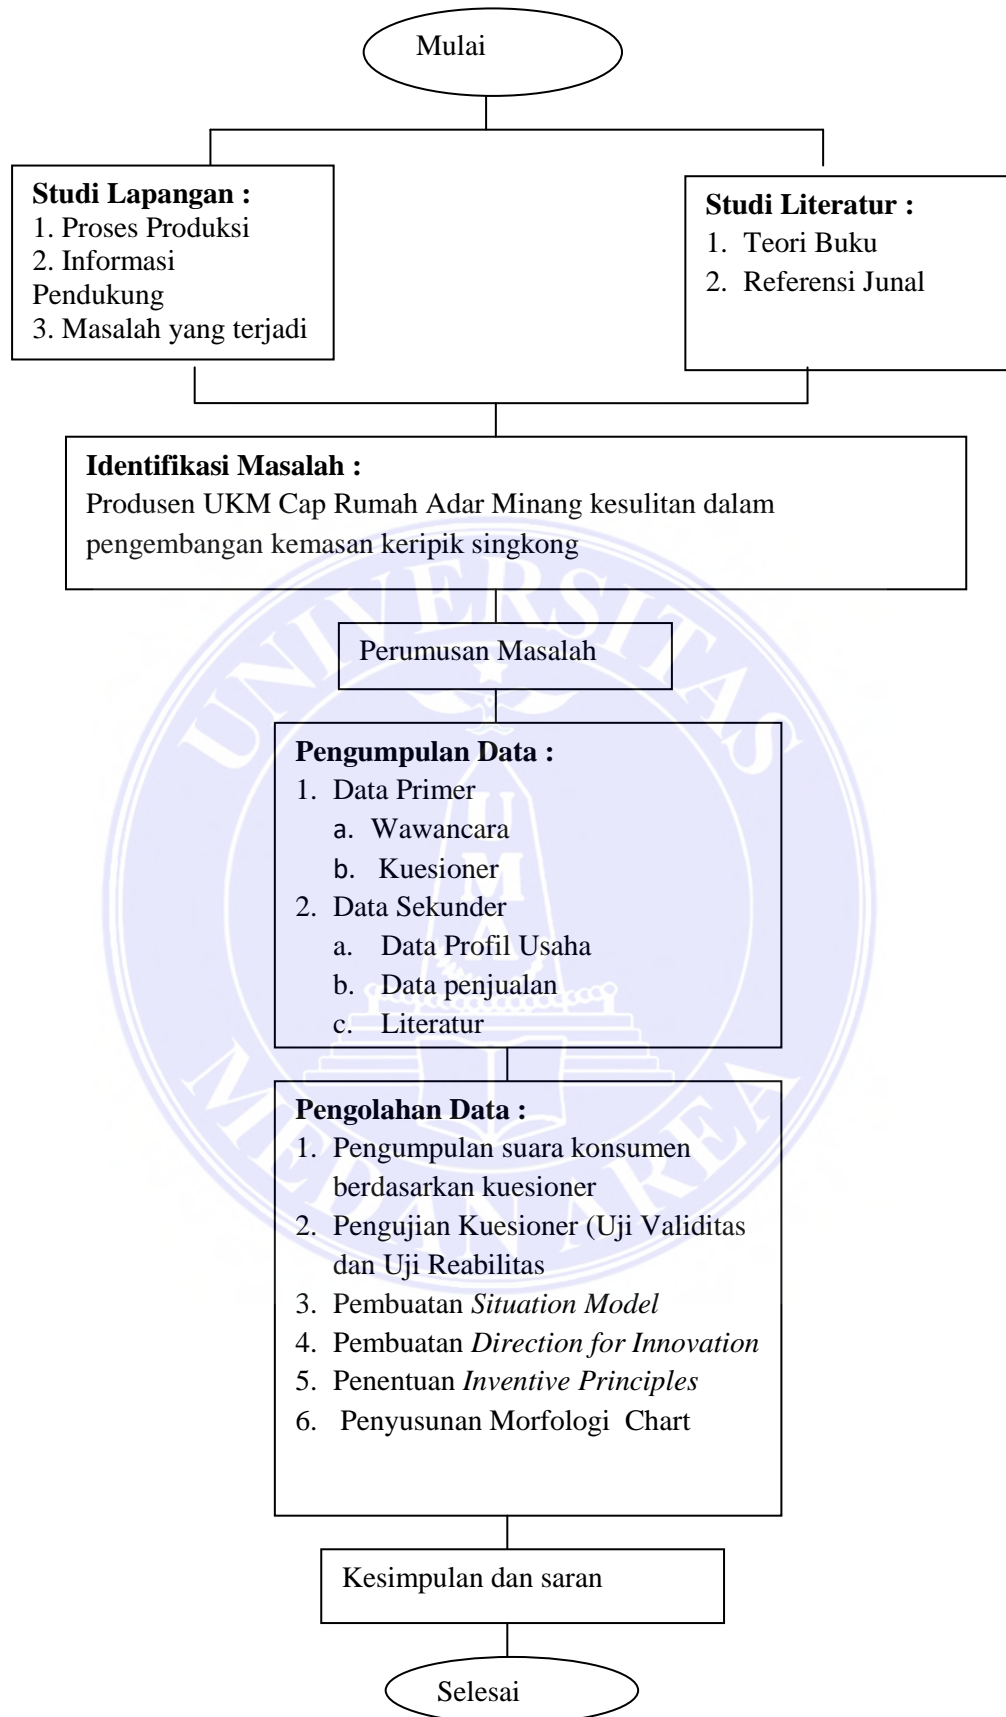 Mulai
Studi Lapangan :
1. Proses Produksi
2. Informasi
Pendukung
3. Masalah yang terjadi
Studi Literatur :
1. Teori Buku
2. Referensi Junal
Identifikasi Masalah :
Produsen UKM Cap Rumah Adar Minang kesulitan dalam
pengembangan kemasan keripik singkong
Perumusan Masalah
Pengumpulan Data :
1. Data Primer
a. Wawancara
b. Kuesioner
2. Data Sekunder
a. Data Profil Usaha
b. Data penjualan
c. Literatur
Pengolahan Data :
1. Pengumpulan suara konsumen
berdasarkan kuesioner
2. Pengujian Kuesioner (Uji Validitas
dan Uji Reabilitas
3. Pembuatan Situation Model
4. Pembuatan Direction for Innovation
5. Penentuan Inventive Principles
6. Penyusunan Morfologi Chart
Kesimpulan dan saran
Selesai
UNIVERSITAS
MEDAN AREA
U
M
A